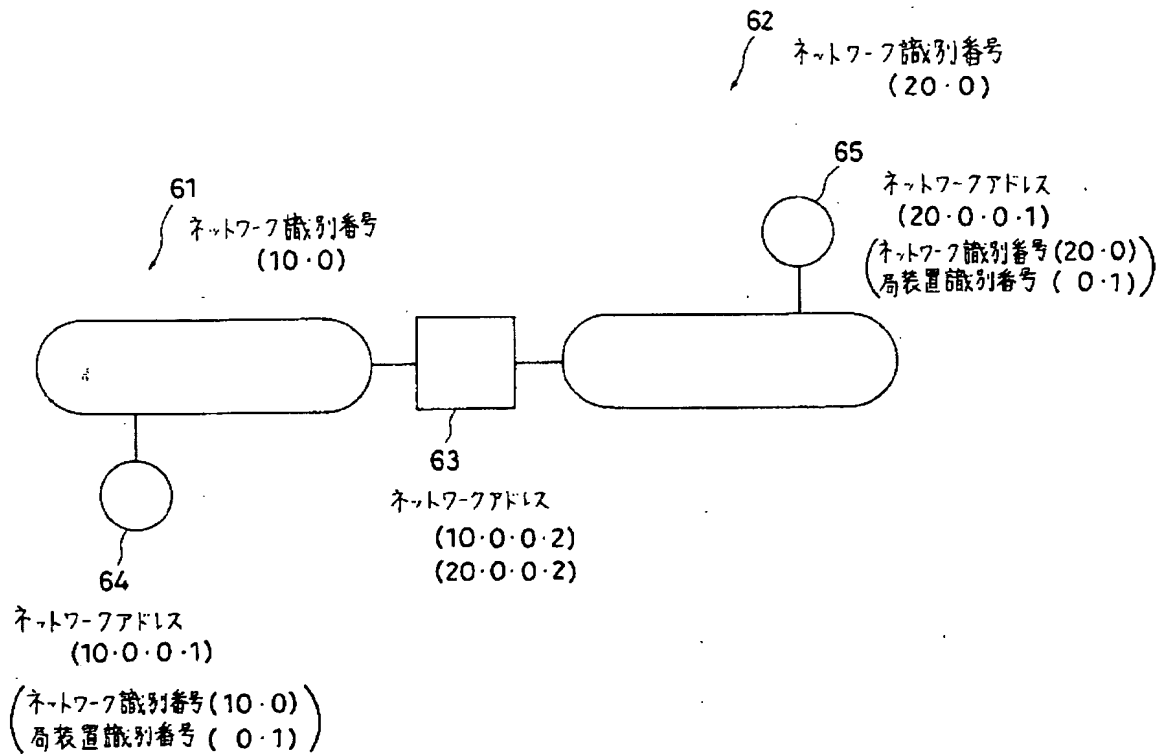 62
ネットワーク識別番号
(20・0)
65
ネットワークアドレス
(20・0・0・1)
(ネットワーク識別番号(20・0)
局装置識別番号( 0・1))
61
ネットワーク識別番号
(10・0)
63
ネットワークアドレス
(10・0・0・2)
(20・0・0・2)
64
ネットワークアドレス
(10・0・0・1)
(ネットワーク識別番号(10・0)
局装置識別番号( 0・1))